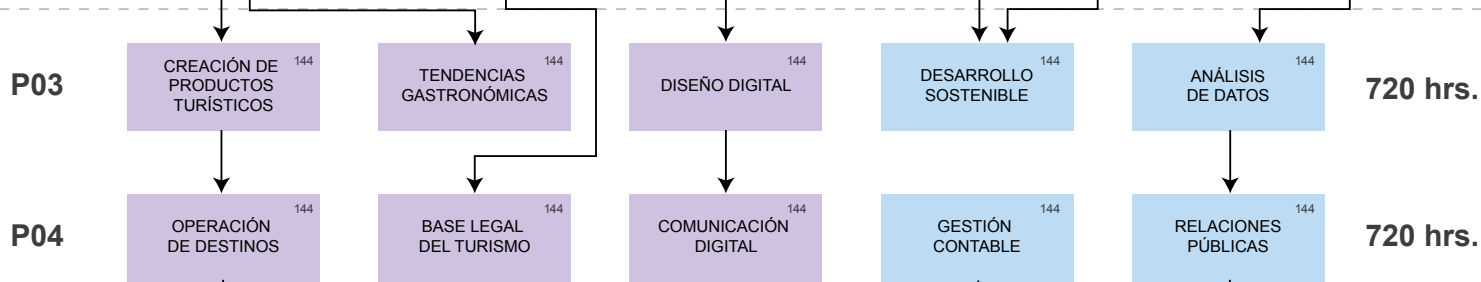 P03
CREACIÓN DE
PRODUCTOS
TURÍSTICOS
144
TENDENCIAS
GASTRONÓMICAS
144
DISEÑO DIGITAL
144
DESARROLLO
SOSTENIBLE
144
ANÁLISIS
DE DATOS
144
720 hrs.
P04
OPERACIÓN
DE DESTINOS
144
BASE LEGAL
DEL TURISMO
144
COMUNICACIÓN
DIGITAL
144
GESTIÓN
CONTABLE
144
RELACIONES
PÚBLICAS
144
720 hrs.